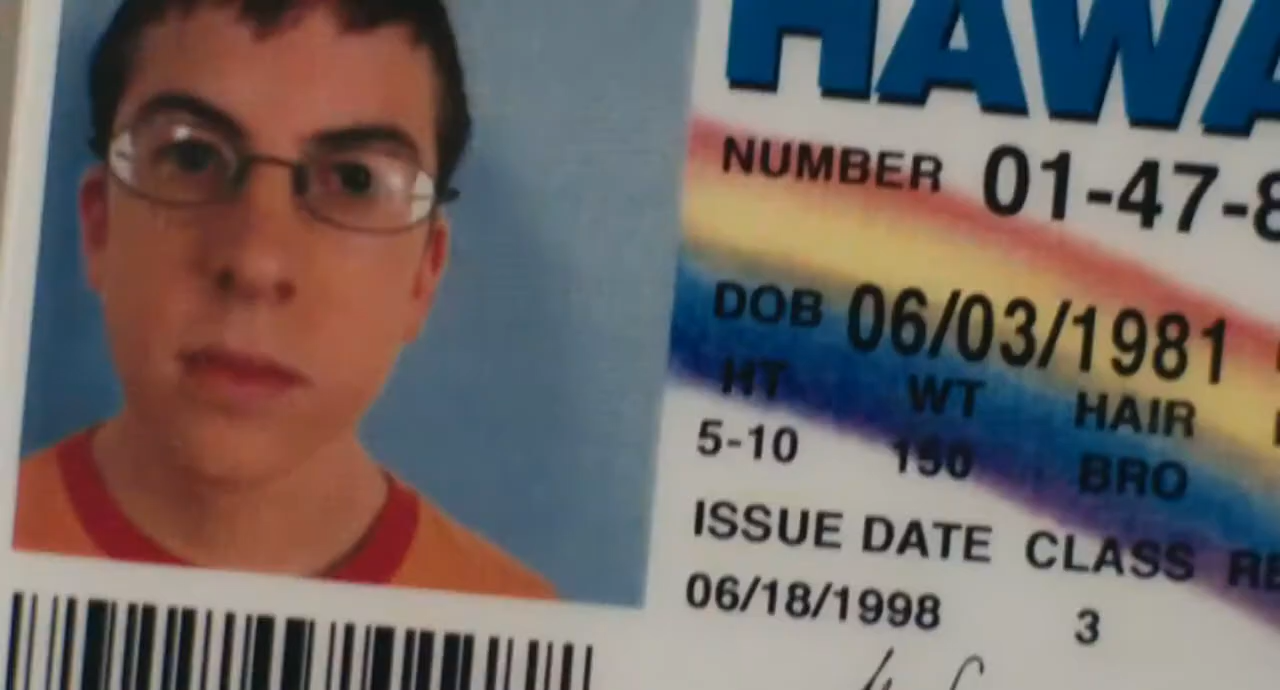 HAWA
NUMBER 01-47-8
DOB 06/03/1981
HT WT HAIR
5-10 150 BRO
ISSUE DATE CLASS RE
06/18/1998 3